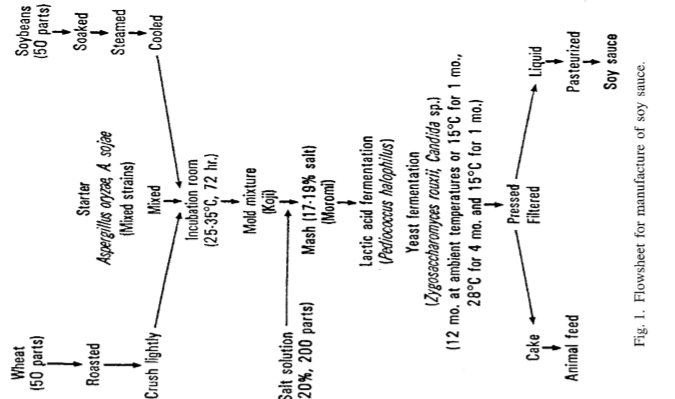 Wheat
(50 parts)
Roasted
Crush lightly
Starter
Aspergillus oryzae, A. sojae
(Mixed strains)
Mixed
Soybeans
(50 parts)
Soaked
Steamed
Cooled
Incubation room
(25-35°C, 72 hr.)
Mold mixture
(Koji)
Salt solution
20%, 200 parts)
Mash (17-19% salt)
(Moromi)
Lactic acid fermentation
(Pediococcus halophilus)
Yeast fermentation
(Zygosaccharomyces rouxii, Candida sp.)
(12 mo. at ambient temperatures or 15°C for 1 mo.,
28°C for 4 mo. and 15°C for 1 mo.)
Pressed
Filtered
Cake
Animal feed
Liquid
Pasteurized
Soy sauce
Fig. 1. Flowsheet for manufacture of soy sauce.